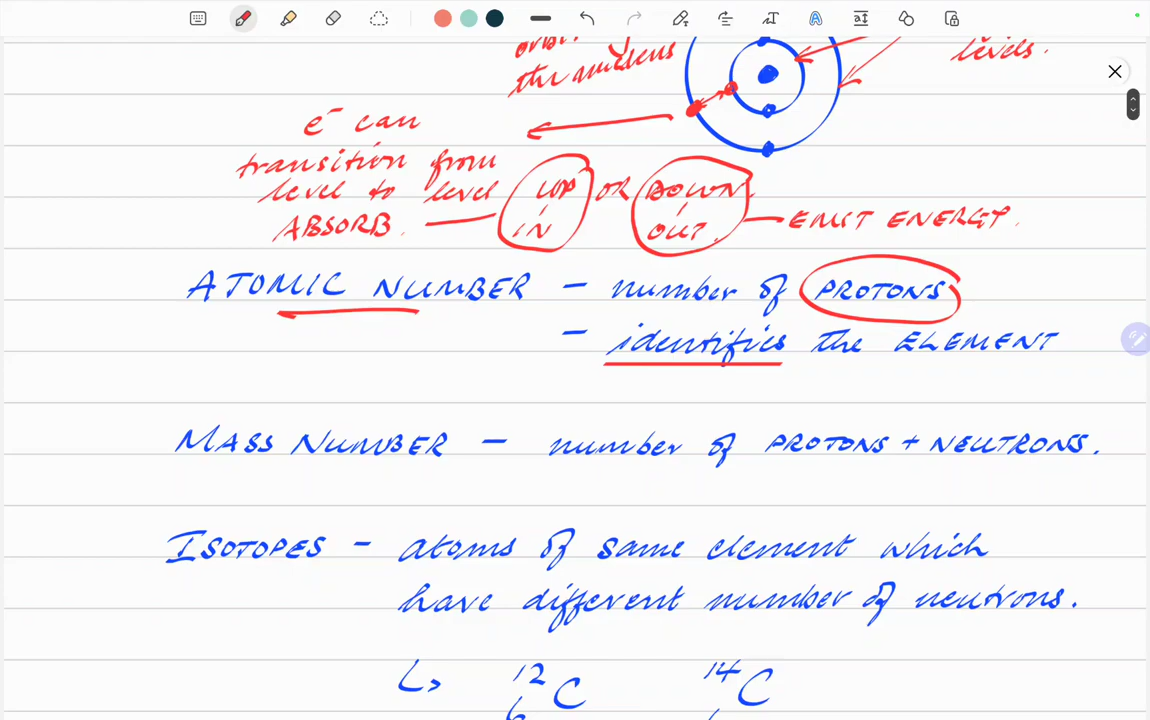 the nucleus
levels.
e⁻ can
transition from
level to level UP OR DOWN
ABSORB. IN OUT. EMIT ENERGY.
ATOMIC NUMBER - number of PROTONS
- identifies the ELEMENT
MASS NUMBER - number of PROTONS + NEUTRONS.
ISOTOPES - atoms of same element which
have different number of neutrons.
↳ ¹²₆C ¹⁴C